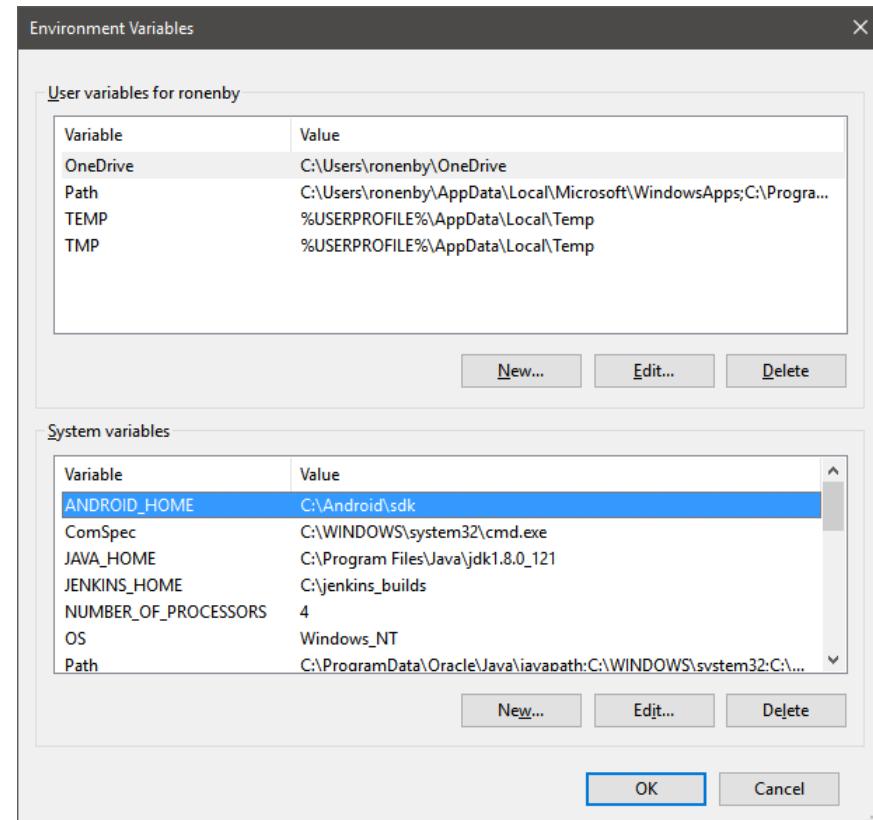 Environment Variables
User variables for ronenby
Variable Value
OneDrive C:\Users\ronenby\OneDrive
Path C:\Users\ronenby\AppData\Local\Microsoft\WindowsApps;C:\Progra...
TEMP %USERPROFILE%\AppData\Local\Temp
TMP %USERPROFILE%\AppData\Local\Temp
New... Edit... Delete
System variables
Variable Value
ANDROID_HOME C:\Android\sdk
ComSpec C:\WINDOWS\system32\cmd.exe
JAVA_HOME C:\Program Files\Java\jdk1.8.0_121
JENKINS_HOME C:\jenkins_builds
NUMBER_OF_PROCESSORS 4
OS Windows_NT
Path C:\ProgramData\Oracle\Java\javapath;C:\WINDOWS\system32;C:\...
New... Edit... Delete
OK Cancel